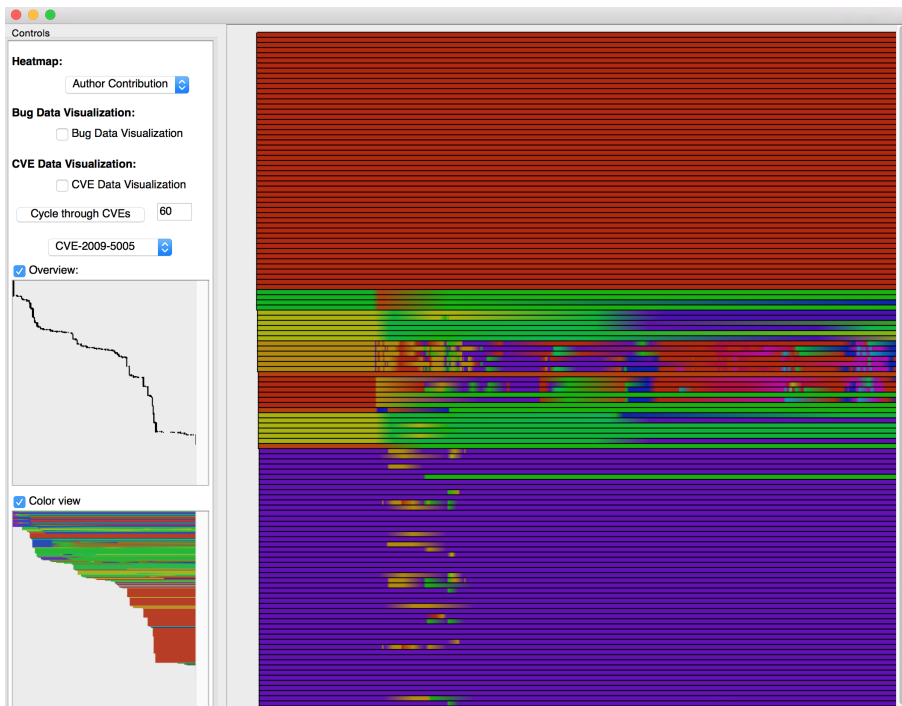 Controls
Heatmap:
Author Contribution
Bug Data Visualization:
Bug Data Visualization
CVE Data Visualization:
CVE Data Visualization
Cycle through CVEs 60
CVE-2009-5005
Overview:
Color view